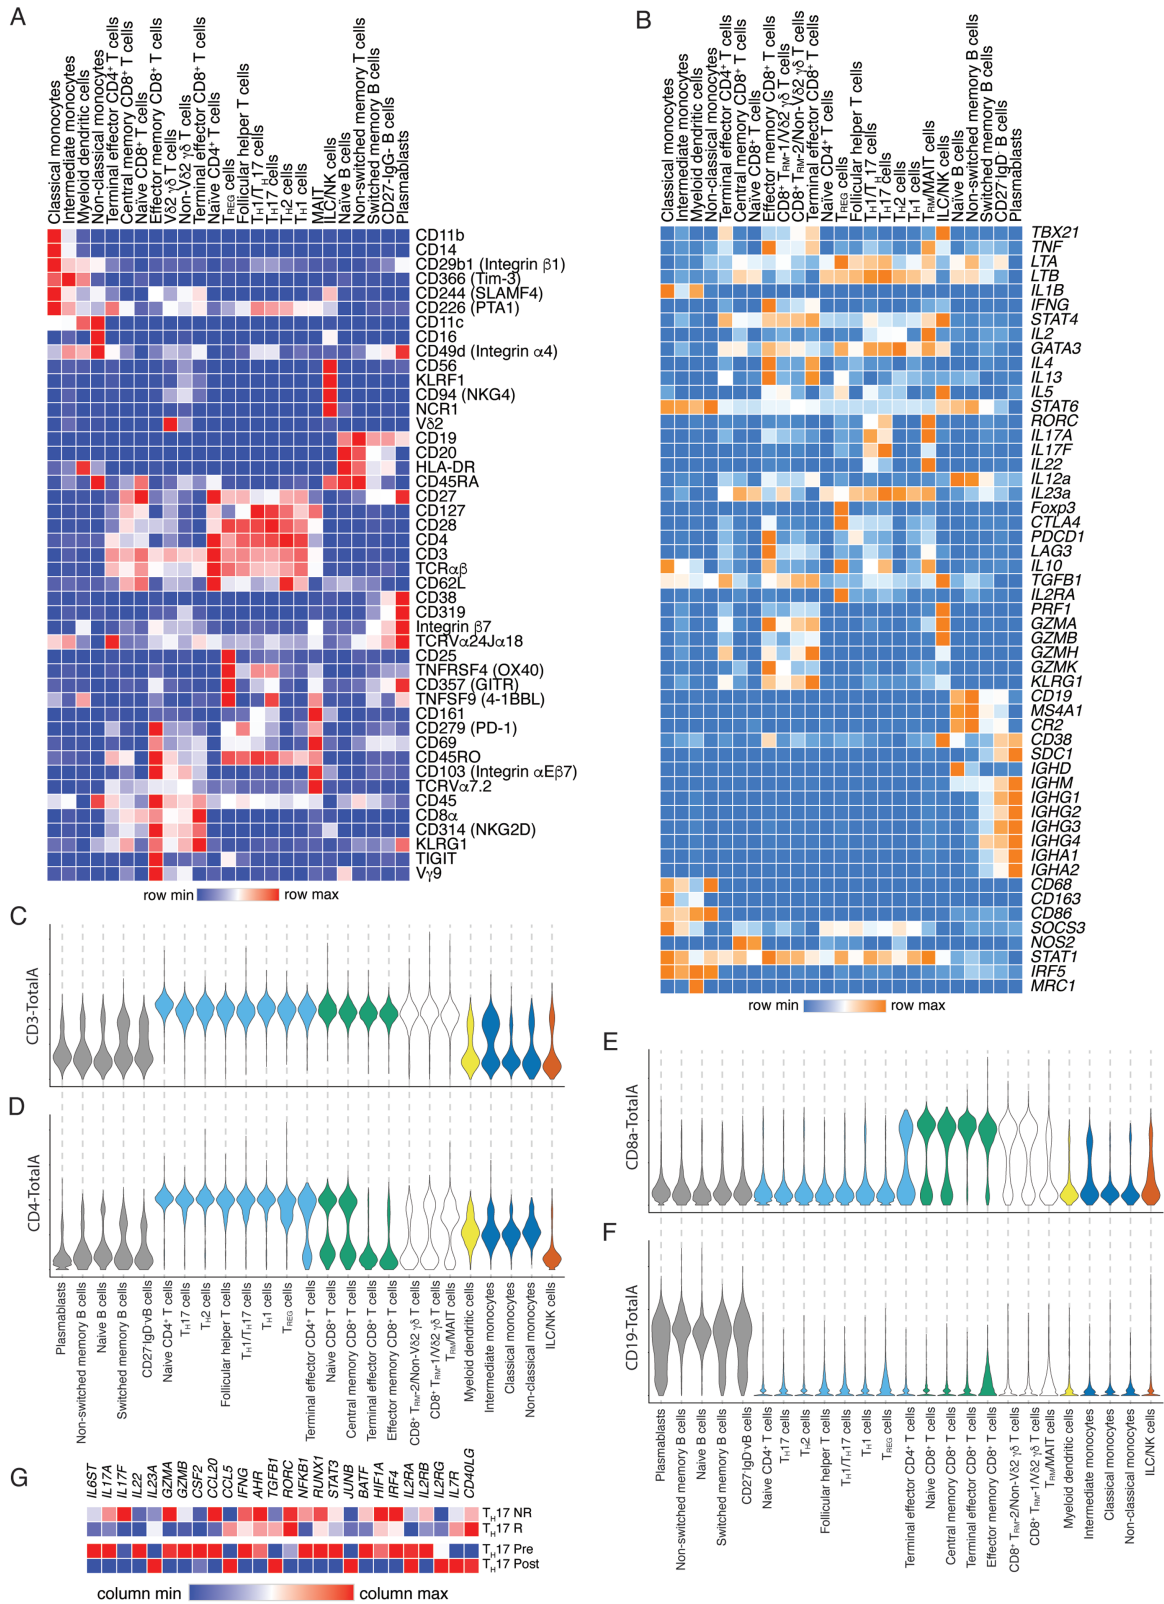 A
Classical monocytes
Intermediate monocytes
Myeloid dendritic cells
Non-classical monocytes
Terminal effector CD4+ T cells
Central memory CD8+ T cells
Naïve CD8+ T cells
Effector memory CD8+ T cells
Vδ2 γδ T cells
Non-Vδ2 γδ T cells
Terminal effector CD8+ T cells
Naïve CD4+ T cells
TREG cells
Follicular helper T cells
TH1/TH17 cells
TH17 cells
TH2 cells
TH1 cells
MAIT
ILC/NK cells
Naïve B cells
Non-switched memory T cells
Switched memory B cells
CD27-IgG- B cells
Plasmablasts
CD11b
CD14
CD29b1 (Integrin β1)
CD366 (Tim-3)
CD244 (SLAMF4)
CD226 (PTA1)
CD11c
CD16
CD49d (Integrin α4)
CD56
KLRF1
CD94 (NKG4)
NCR1
Vδ2
CD19
CD20
HLA-DR
CD45RA
CD27
CD127
CD28
CD4
CD3
TCRαβ
CD62L
CD38
CD319
Integrin β7
TCRVα24Jα18
CD25
TNFRSF4 (OX40)
CD357 (GITR)
TNFSF9 (4-1BBL)
CD161
CD279 (PD-1)
CD69
CD45RO
CD103 (Integrin αEβ7)
TCRVα7.2
CD45
CD8α
CD314 (NKG2D)
KLRG1
TIGIT
Vγ9
row min
row max
B
Classical monocytes
Intermediate monocytes
Myeloid dendritic cells
Non-classical monocytes
Terminal effector CD4+ T cells
Central memory CD8+ T cells
Naïve CD8+ T cells
Effector memory CD8+ T cells
CD8+ TRM-1/Vδ2 γδ T cells
CD8+ TRM-2/Non-Vδ2 γδ T cells
Terminal effector CD8+ T cells
Naïve CD4+ T cells
TREG cells
Follicular helper T cells
TH1/TH17 cells
TH17 cells
TH2 cells
TH1 cells
TRM/MAIT cells
ILC/NK cells
Naïve B cells
Non-switched memory B cells
Switched memory B cells
CD27-IgD- B cells
Plasmablasts
TBX21
TNF
LTA
LTB
IL1B
IFNG
STAT4
IL2
GATA3
IL4
IL13
IL5
STAT6
RORC
IL17A
IL17F
IL22
IL12a
IL23a
Foxp3
CTLA4
PDCD1
LAG3
IL10
TGFB1
IL2RA
PRF1
GZMA
GZMB
GZMH
GZMK
KLRG1
CD19
MS4A1
CR2
CD38
SDC1
IGHD
IGHM
IGHG1
IGHG2
IGHG3
IGHG4
IGHA1
IGHA2
CD68
CD163
CD86
SOCS3
NOS2
STAT1
IRF5
MRC1
row min
row max
C
CD3-TotalA
D
CD4-TotalA
Plasmablasts
Non-switched memory B cells
Naive B cells
Switched memory B cells
CD27-IgD-vB cells
Naive CD4+ T cells
TH17 cells
TH2 cells
Follicular helper T cells
TH1/TH17 cells
TH1 cells
TREG cells
Terminal effector CD4+ T cells
Naive CD8+ T cells
Central memory CD8+ T cells
Terminal effector CD8+ T cells
Effector memory CD8+ T cells
CD8+ TRM-2/Non-Vδ2 γδ T cells
CD8+ TRM-1/Vδ2 γδ T cells
TRM/MAIT cells
Myeloid dendritic cells
Intermediate monocytes
Classical monocytes
Non-classical monocytes
ILC/NK cells
E
CD8a-TotalA
F
CD19-TotalA
Plasmablasts
Non-switched memory B cells
Naive B cells
Switched memory B cells
CD27-IgD-vB cells
Naive CD4+ T cells
TH17 cells
TH2 cells
Follicular helper T cells
TH1/TH17 cells
TH1 cells
TREG cells
Terminal effector CD4+ T cells
Naive CD8+ T cells
Central memory CD8+ T cells
Terminal CD8+ T cells
Effector memory CD8+ T cells
CD8+ TRM-2/Non-Vδ2 γδ T cells
CD8+ TRM-1/Vδ2 γδ T cells
TRM/MAIT cells
Myeloid dendritic cells
Intermediate monocytes
Classical monocytes
Non-classical monocytes
ILC/NK cells
G
IL6ST
IL17A
IL17F
IL22
IL23A
GZMA
GZMB
CSF2
CCL20
CCL5
IFNG
AHR
TGFB1
RORC
NFKB1
RUNX1
STAT3
JUNB
BATF
HIF1A
IRF4
IL2RA
IL2RB
IL2RG
IL7R
CD40LG
TH17 NR
TH17 R
TH17 Pre
TH17 Post
column min
column max